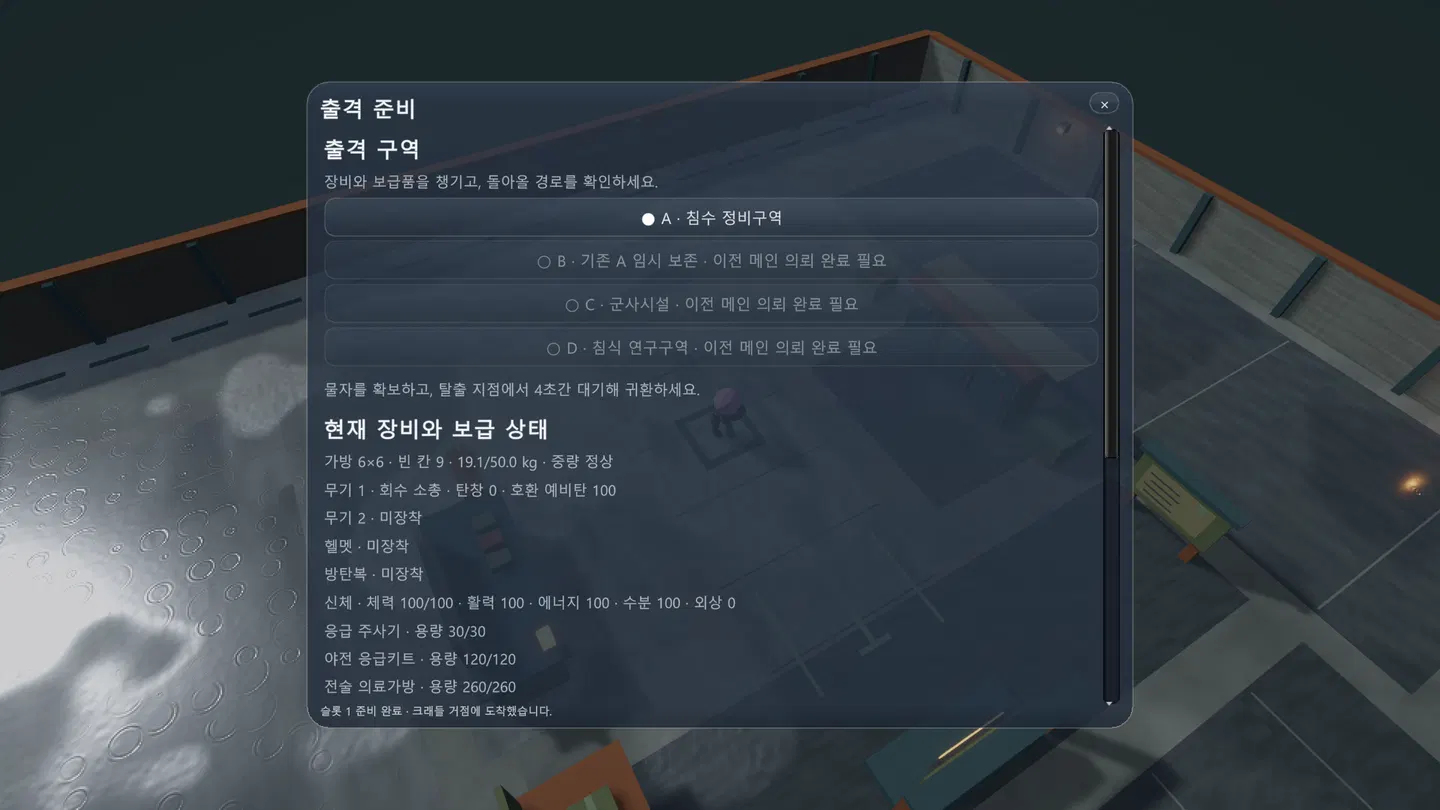 출격 준비
×
출격 구역
장비와 보급품을 챙기고, 돌아올 경로를 확인하세요.
● A · 침수 정비구역
○ B · 기존 A 임시 보존 · 이전 메인 의뢰 완료 필요
○ C · 군사시설 · 이전 메인 의뢰 완료 필요
○ D · 침식 연구구역 · 이전 메인 의뢰 완료 필요
물자를 확보하고, 탈출 지점에서 4초간 대기해 귀환하세요.
현재 장비와 보급 상태
가방 6×6 · 빈 칸 9 · 19.1/50.0 kg · 중량 정상
무기 1 · 회수 소총 · 탄창 0 · 호환 예비탄 100
무기 2 · 미장착
헬멧 · 미장착
방탄복 · 미장착
신체 · 체력 100/100 · 활력 100 · 에너지 100 · 수분 100 · 외상 0
응급 주사기 · 용량 30/30
야전 응급키트 · 용량 120/120
전술 의료가방 · 용량 260/260
슬롯 1 준비 완료 · 크래들 거점에 도착했습니다.